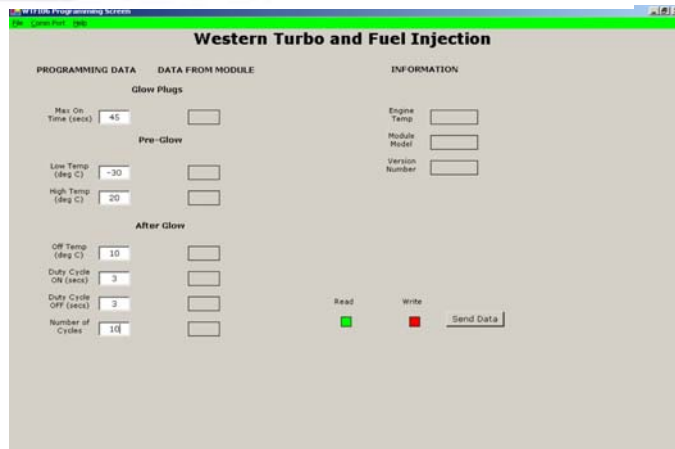 WTFI06 Programming Screen
File Comm Port Help
Western Turbo and Fuel Injection
PROGRAMMING DATA DATA FROM MODULE INFORMATION
Glow Plugs
Max On
Time (secs) 45
Engine
Temp
Module
Model
Pre-Glow
Version
Number
Low Temp
(deg C) -30
High Temp
(deg C) 20
After Glow
Off Temp
(deg C) 10
Duty Cycle
ON (secs) 3
Duty Cycle
OFF (secs) 3
Number of
Cycles 10
Read Write
Send Data